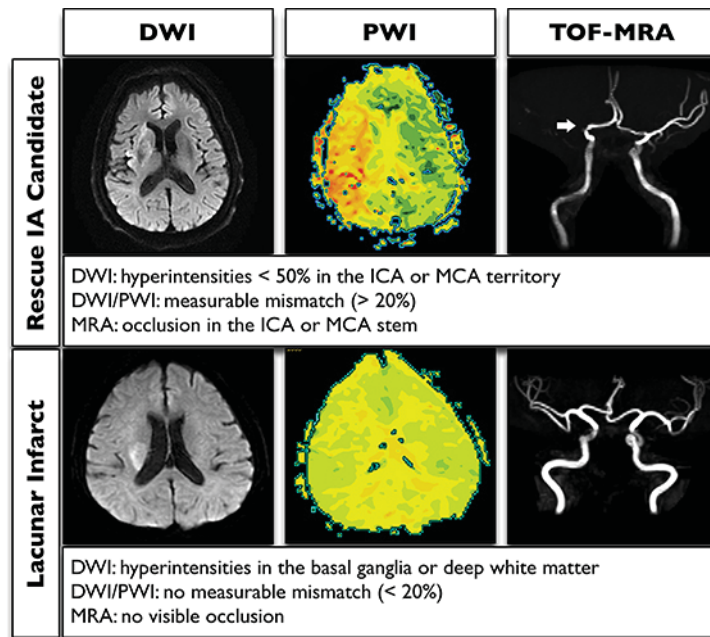 DWI
PWI
TOF-MRA
Rescue IA Candidate
DWI: hyperintensities < 50% in the ICA or MCA territory
DWI/PWI: measurable mismatch (> 20%)
MRA: occlusion in the ICA or MCA stem
Lacunar Infarct
DWI: hyperintensities in the basal ganglia or deep white matter
DWI/PWI: no measurable mismatch (< 20%)
MRA: no visible occlusion